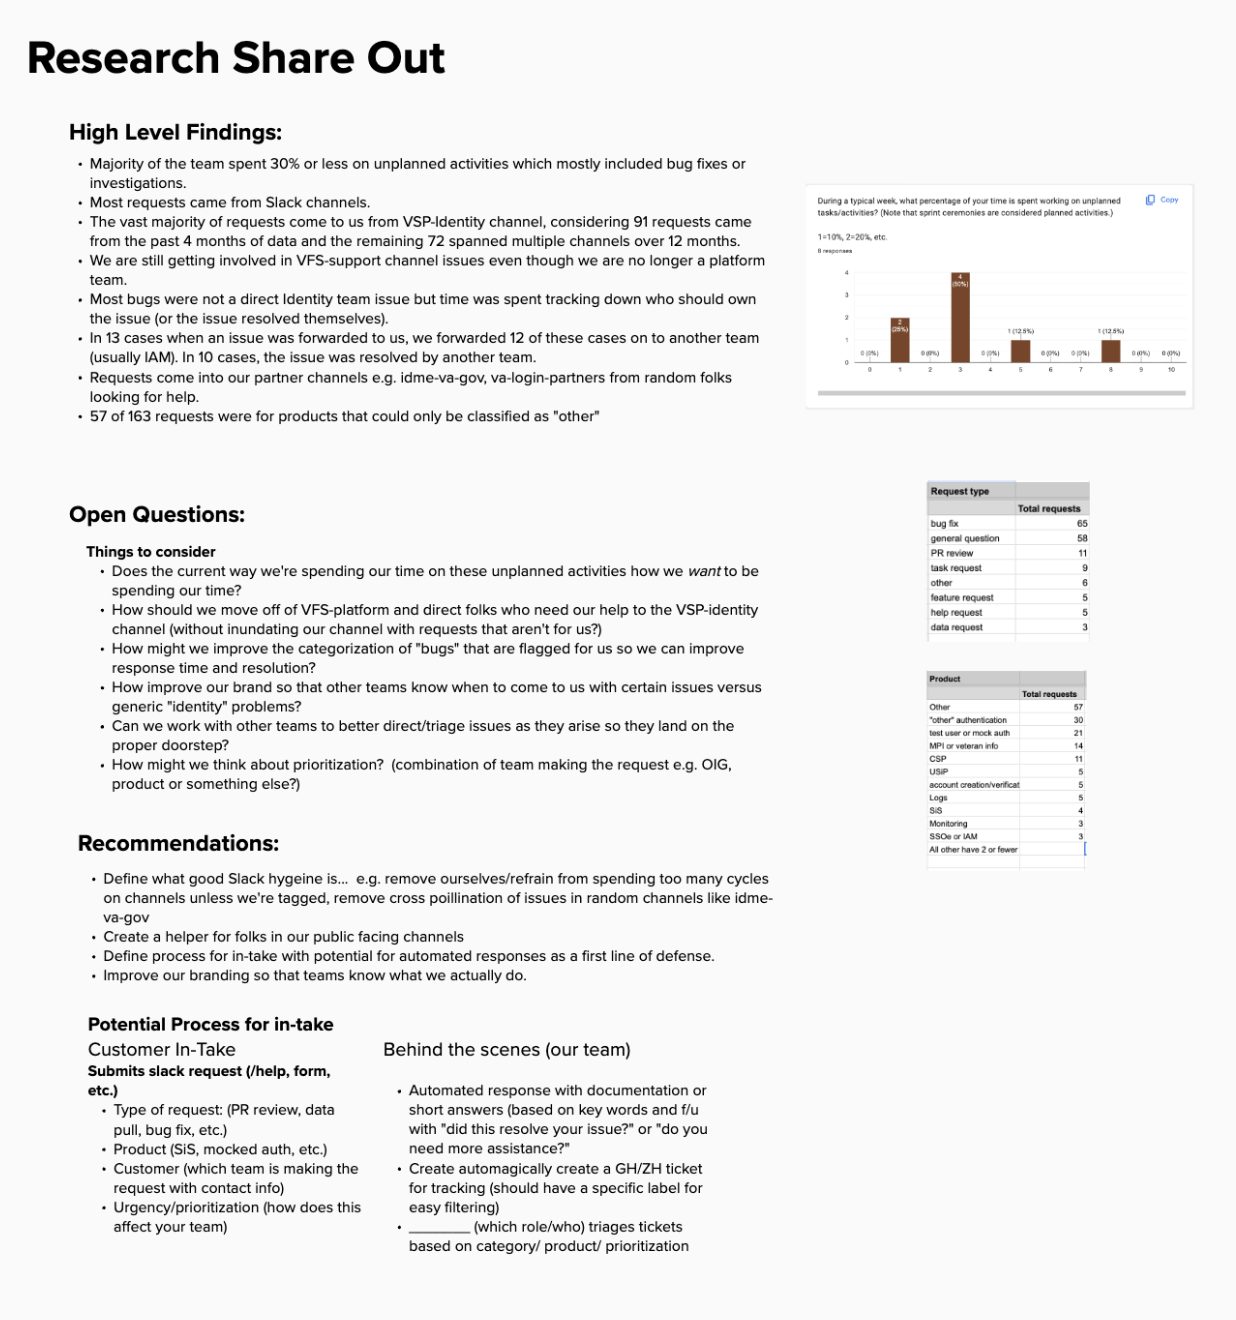 Research Share Out
High Level Findings:
• Majority of the team spent 30% or less on unplanned activities which mostly included bug fixes or
investigations.
• Most requests came from Slack channels.
• The vast majority of requests come to us from VSP-Identity channel, considering 91 requests came
from the past 4 months of data and the remaining 72 spanned multiple channels over 12 months.
• We are still getting involved in VFS-support channel issues even though we are no longer a platform
team.
• Most bugs were not a direct Identity team issue but time was spent tracking down who should own
the issue (or the issue resolved themselves).
• In 13 cases when an issue was forwarded to us, we forwarded 12 of these cases on to another team
(usually IAM). In 10 cases, the issue was resolved by another team.
• Requests come into our partner channels e.g. idme-va-gov, va-login-partners from random folks
looking for help.
• 57 of 163 requests were for products that could only be classified as "other"
During a typical week, what percentage of your time is spent working on unplanned
tasks/activities? (Note that sprint ceremonies are considered planned activities.)
Copy
1=10%, 2=20%, etc.
8 responses
4
3
2
1
0
0 (0%)
2
(25%)
0 (0%)
4
(50%)
0 (0%)
1 (12.5%)
0 (0%)
0 (0%)
1 (12.5%)
0 (0%)
0 (0%)
0 1 2 3 4 5 6 7 8 9 10
Open Questions:
Things to consider
• Does the current way we're spending our time on these unplanned activities how we want to be
spending our time?
• How should we move off of VFS-platform and direct folks who need our help to the VSP-identity
channel (without inundating our channel with requests that aren't for us?)
• How might we improve the categorization of "bugs" that are flagged for us so we can improve
response time and resolution?
• How improve our brand so that other teams know when to come to us with certain issues versus
generic "identity" problems?
• Can we work with other teams to better direct/triage issues as they arise so they land on the
proper doorstep?
• How might we think about prioritization? (combination of team making the request e.g. OIG,
product or something else?)
Request type
Total requests
bug fix 65
general question 58
PR review 11
task request 9
other 6
feature request 5
help request 5
data request 3
Product
Total requests
Other 57
"other" authentication 30
test user or mock auth 21
MPI or veteran info 14
CSP 11
USiP 5
account creation/verificat 5
Logs 5
SiS 4
Monitoring 3
SSOe or IAM 3
All other have 2 or fewer
Recommendations:
• Define what good Slack hygeine is... e.g. remove ourselves/refrain from spending too many cycles
on channels unless we're tagged, remove cross poillination of issues in random channels like idme-
va-gov
• Create a helper for folks in our public facing channels
• Define process for in-take with potential for automated responses as a first line of defense.
• Improve our branding so that teams know what we actually do.
Potential Process for in-take
Customer In-Take
Submits slack request (/help, form,
etc.)
• Type of request: (PR review, data
pull, bug fix, etc.)
• Product (SiS, mocked auth, etc.)
• Customer (which team is making the
request with contact info)
• Urgency/prioritization (how does this
affect your team)
Behind the scenes (our team)
• Automated response with documentation or
short answers (based on key words and f/u
with "did this resolve your issue?" or "do you
need more assistance?"
• Create automagically create a GH/ZH ticket
for tracking (should have a specific label for
easy filtering)
• ________ (which role/who) triages tickets
based on category/ product/ prioritization